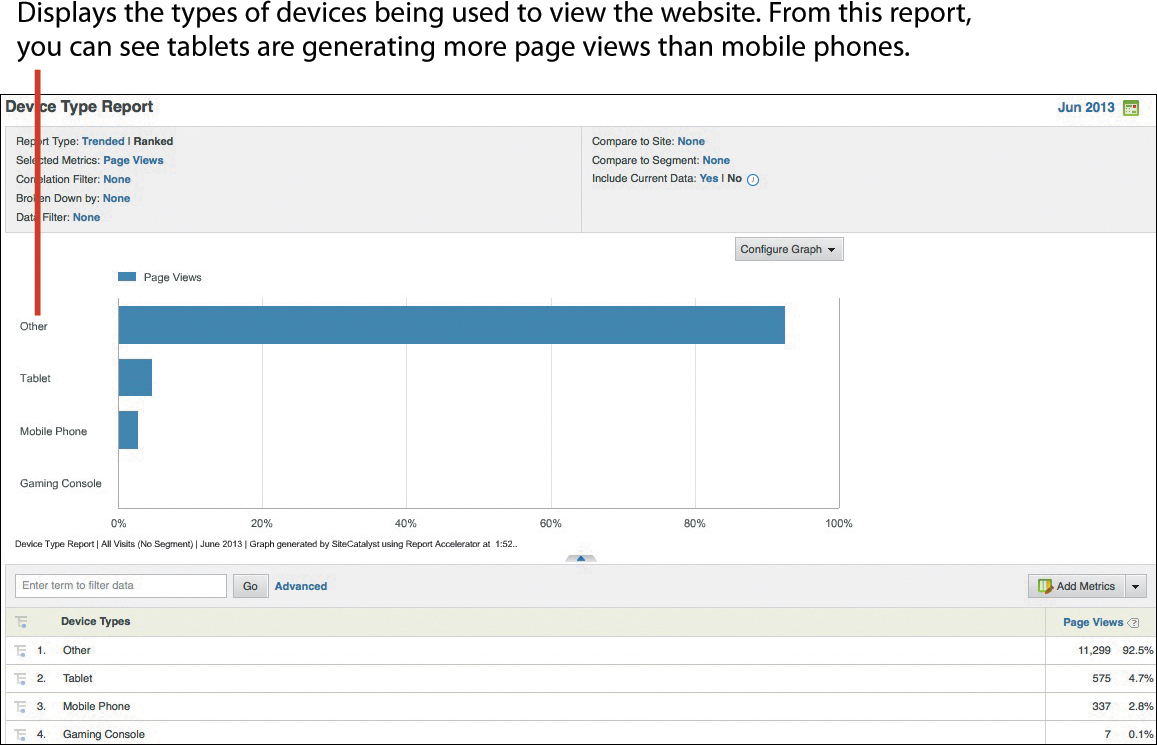 Displays the types of devices being used to view the website. From this report,
you can see tablets are generating more page views than mobile phones.
Device Type Report
Jun 2013
Report Type: Trended | Ranked
Selected Metrics: Page Views
Correlation Filter: None
Broken Down by: None
Data Filter: None
Compare to Site: None
Compare to Segment: None
Include Current Data: Yes | No i
Configure Graph
Page Views
Other
Tablet
Mobile Phone
Gaming Console
0% 20% 40% 60% 80% 100%
Device Type Report | All Visits (No Segment) | June 2013 | Graph generated by SiteCatalyst using Report Accelerator at 1:52..
Enter term to filter data Go Advanced Add Metrics
Device Types Page Views ?
1. Other 11,299 92.5%
2. Tablet 575 4.7%
3. Mobile Phone 337 2.8%
4. Gaming Console 7 0.1%